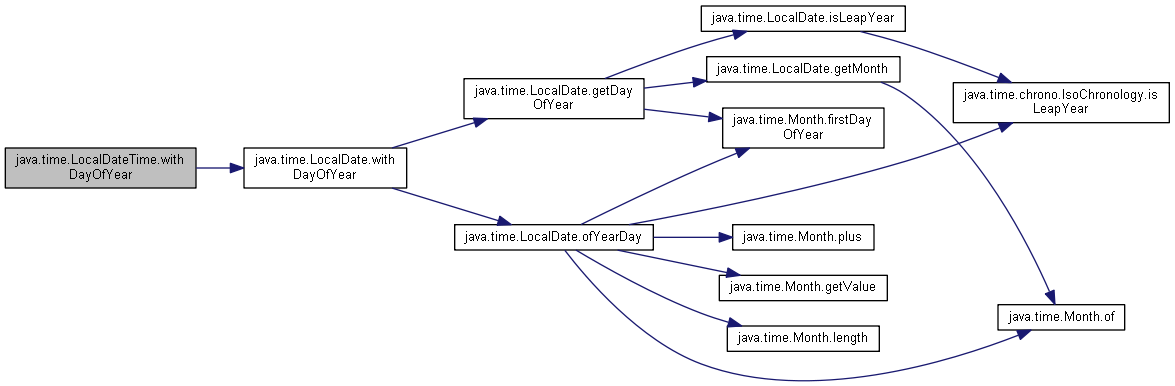 java.time.LocalDateTime.with
DayOfYear
java.time.LocalDate.with
DayOfYear
java.time.LocalDate.getDay
OfYear
java.time.LocalDate.ofYearDay
java.time.LocalDate.isLeapYear
java.time.LocalDate.getMonth
java.time.Month.firstDay
OfYear
java.time.Month.plus
java.time.Month.getValue
java.time.Month.length
java.time.chrono.IsoChronology.is
LeapYear
java.time.Month.of